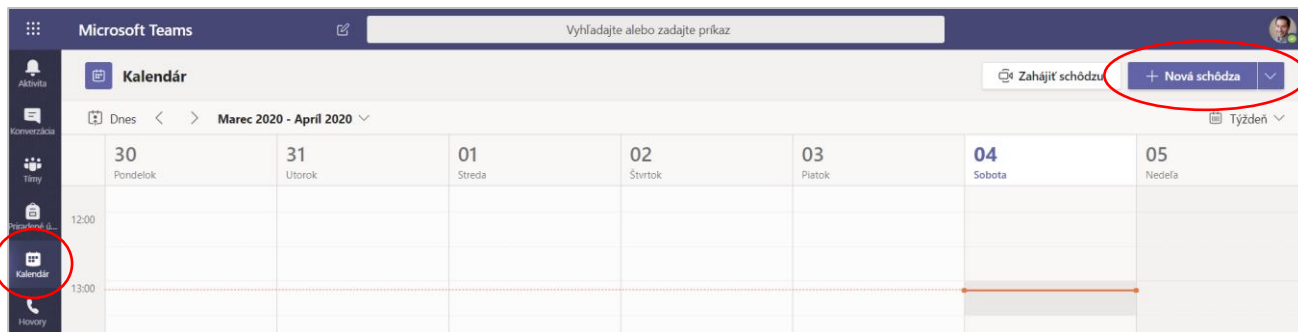 Microsoft Teams
Vyhľadajte alebo zadajte príkaz
Aktivita
Kalendár
Zahájiť schôdzu
+ Nová schôdza
Konverzácia
Dnes
Marec 2020 - Apríl 2020
Týždeň
Tímy
30
Pondelok
31
Utorok
01
Streda
02
Štvrtok
03
Piatok
04
Sobota
05
Nedeľa
Priradené ú...
12:00
Kalendár
13:00
Hovory